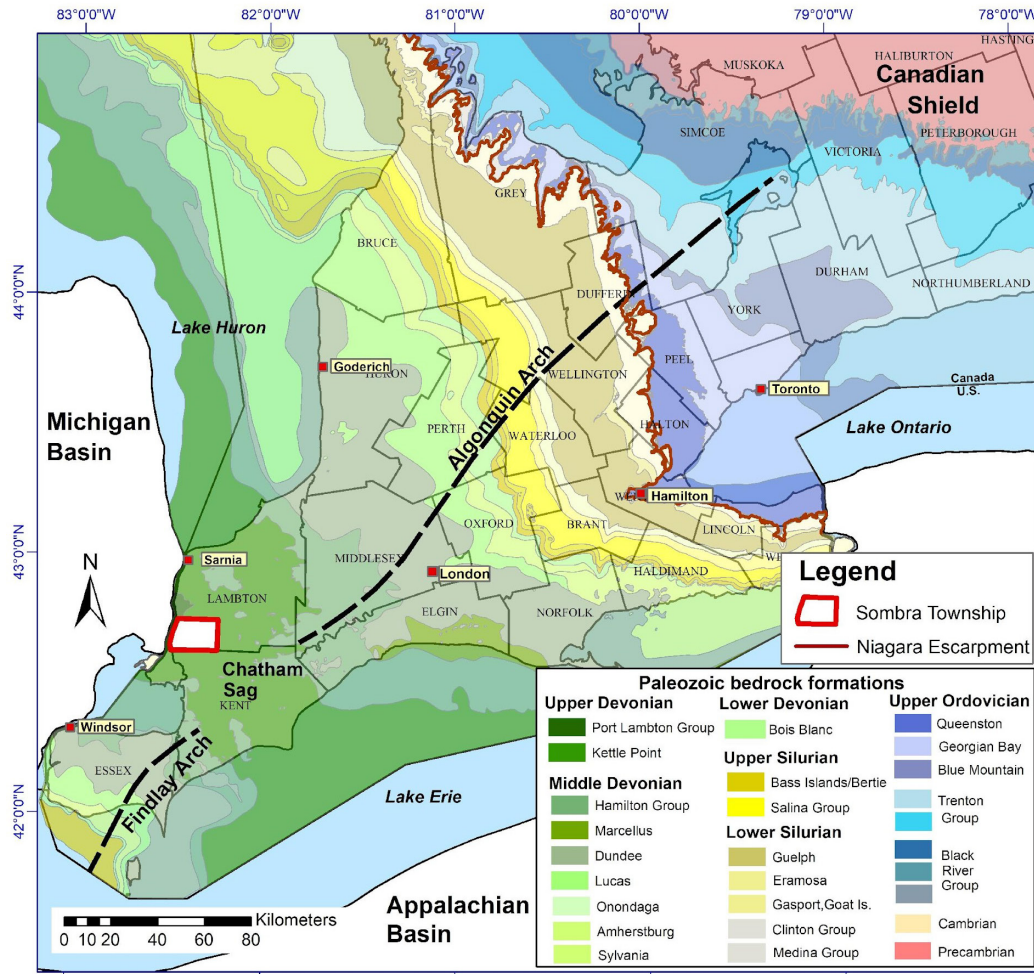 83°0'0"W
82°0'0"W
81°0'0"W
80°0'0"W
79°0'0"W
78°0'0"W
HASTING
HALIBURTON
MUSKOKA
Canadian
Shield
PETERBOROUGH
SIMCOE
VICTORIA
GREY
BRUCE
DURHAM
44°0'0"N
DUFFERI
NORTHUMBERLAND
YORK
Lake Huron
Goderich
HURON
PEEL
WELLINGTON
Toronto
Canada
U.S.
Michigan
Basin
PERTH
Algonquin Arch
WATERLOO
HALTON
Lake Ontario
WE
Hamilton
OXFORD
BRANT
LINCOLN
43°0'0"N
N
Sarnia
MIDDLESEX
London
WE
HALDIMAND
LAMBTON
ELGIN
NORFOLK
Chatham
Sag
KENT
Windsor
ESSEX
Findlay Arch
Lake Erie
42°0'0"N
Appalachian
Basin
Kilometers
0 10 20 40 60 80
Legend
Sombra Township
Niagara Escarpment
Paleozoic bedrock formations
Upper Devonian
Port Lambton Group
Kettle Point
Middle Devonian
Hamilton Group
Marcellus
Dundee
Lucas
Onondaga
Amherstburg
Sylvania
Lower Devonian
Bois Blanc
Upper Silurian
Bass Islands/Bertie
Salina Group
Lower Silurian
Guelph
Eramosa
Gasport,Goat Is.
Clinton Group
Medina Group
Upper Ordovician
Queenston
Georgian Bay
Blue Mountain
Trenton
Group
Black
River
Group
Cambrian
Precambrian